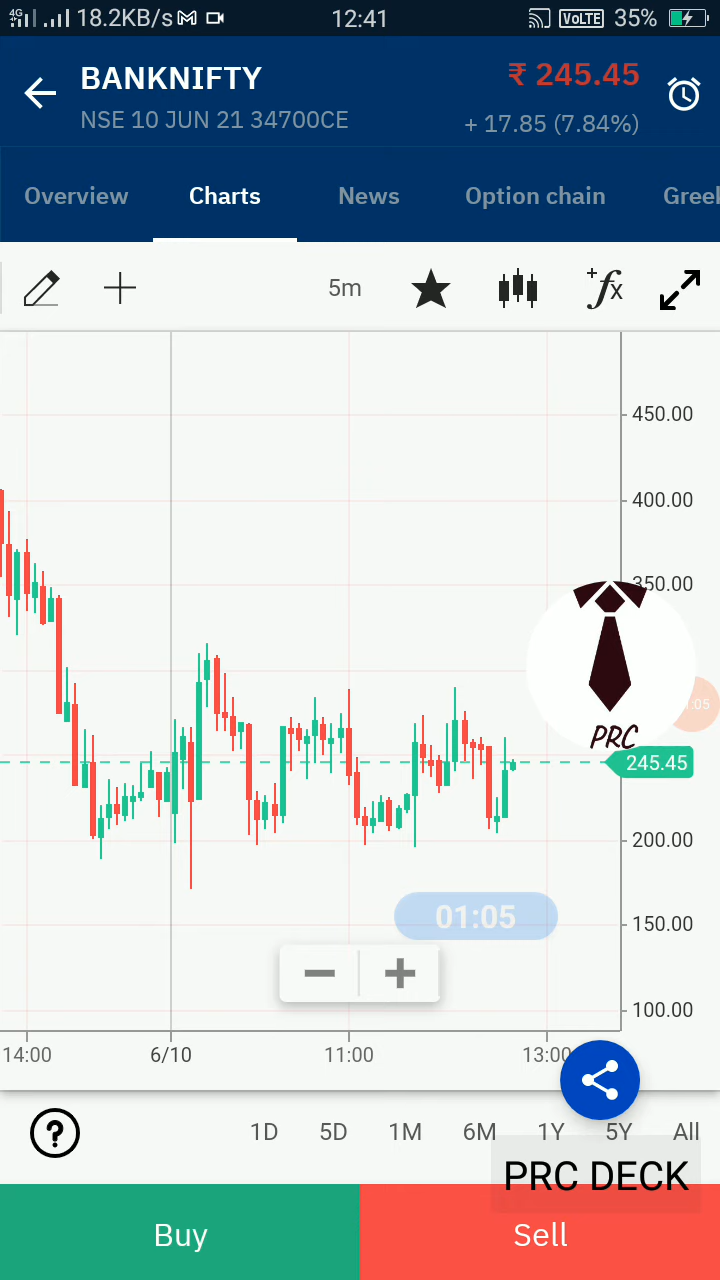 4G 18.2KB/s 12:41 VoLTE 35%
BANKNIFTY ₹ 245.45
NSE 10 JUN 21 34700CE + 17.85 (7.84%)
Overview Charts News Option chain
5m
+fx
450.00
400.00
350.00
PRC
245.45
200.00
01:05
150.00
100.00
14:00 6/10 11:00 13:00
? 1D 5D 1M 6M 1Y 5Y All
PRC DECK
Buy Sell